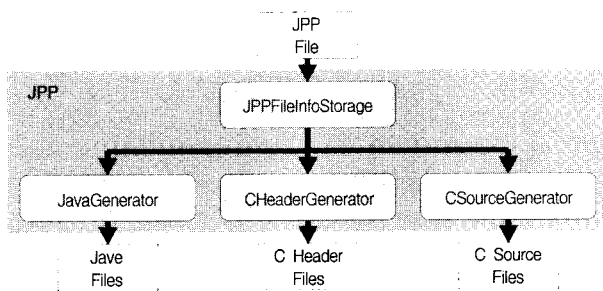 JPP
File
JPP
JPPFileInfoStorage
JavaGenerator
CHeaderGenerator
CSourceGenerator
Jave
Files
C Header
Files
C Source
Files